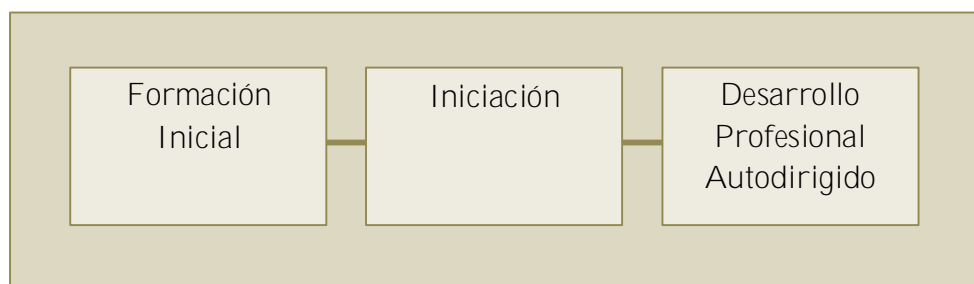 Formación
Inicial
Iniciación
Desarrollo
Profesional
Autodirigido